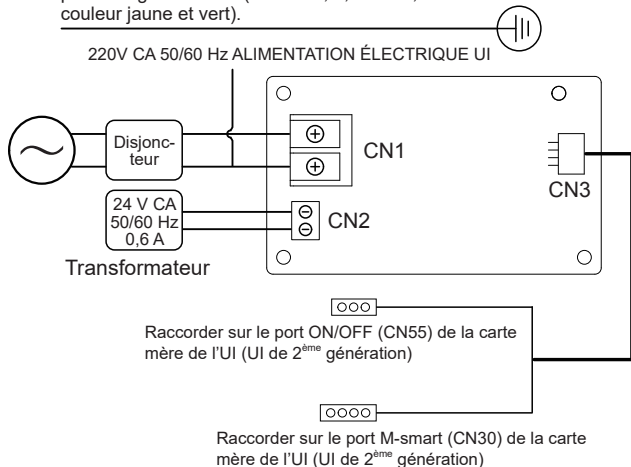 couleur jaune et vert).
220V CA 50/60 Hz ALIMENTATION ÉLECTRIQUE UI
Disjonc-
teur
CN1
CN3
24 V CA
50/60 Hz
0,6 A
CN2
Transformateur
Raccorder sur le port ON/OFF (CN55) de la carte
mère de l'UI (UI de 2ème génération)
Raccorder sur le port M-smart (CN30) de la carte
mère de l'UI (UI de 2ème génération)